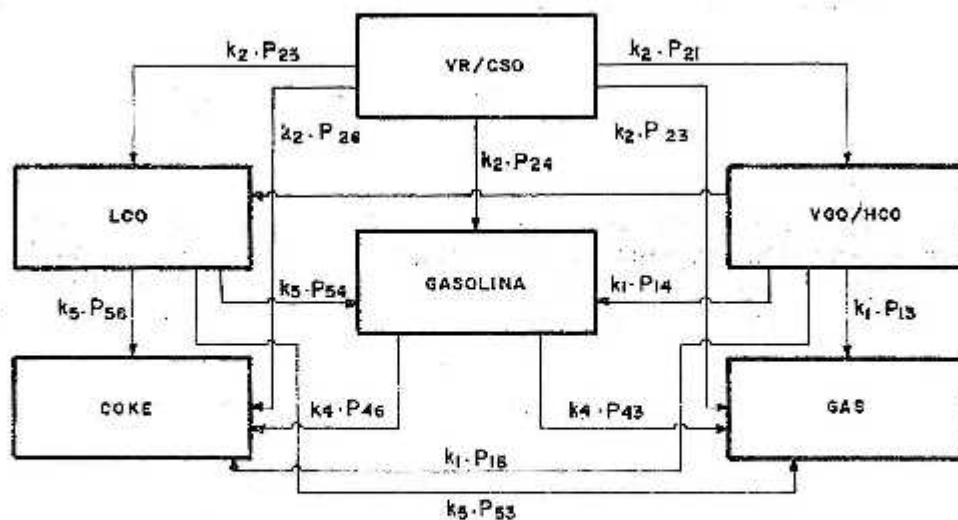 k₂·P₂₅
VR/CSO
k₂·P₂₁
k₂·P₂₆
k₂·P₂₄
k₂·P₂₃
LCO
VGO/HCO
GASOLINA
k₅·P₅₄
k₁·P₁₄
k₅·P₅₆
k₁·P₁₃
COKE
GAS
k₄·P₄₆
k₄·P₄₃
k₁·P₁₆
k₅·P₅₃